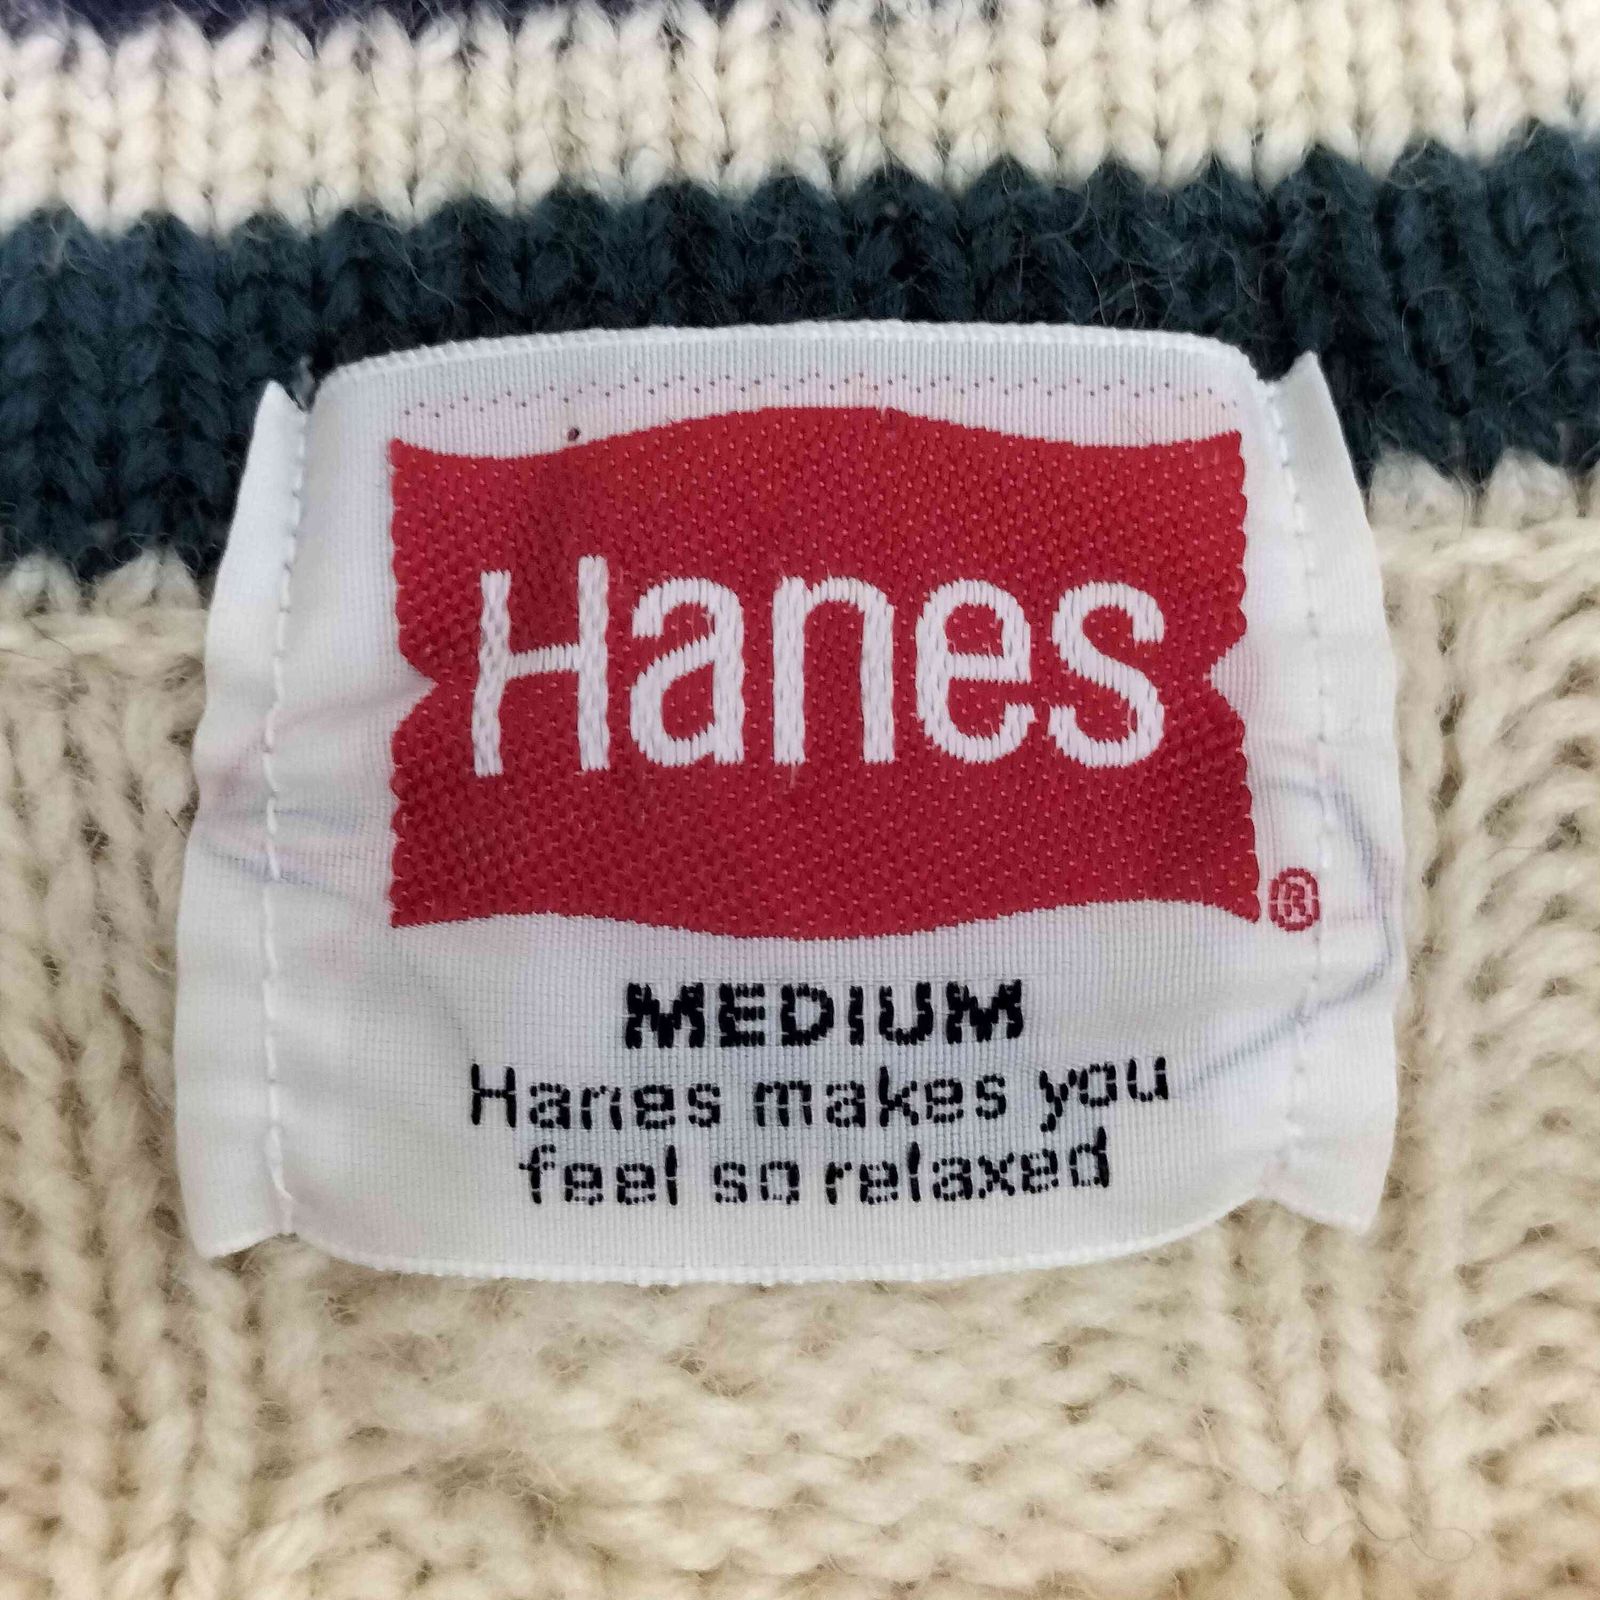 Hanes
®
MEDIUM
Hanes makes you
feel so relaxed